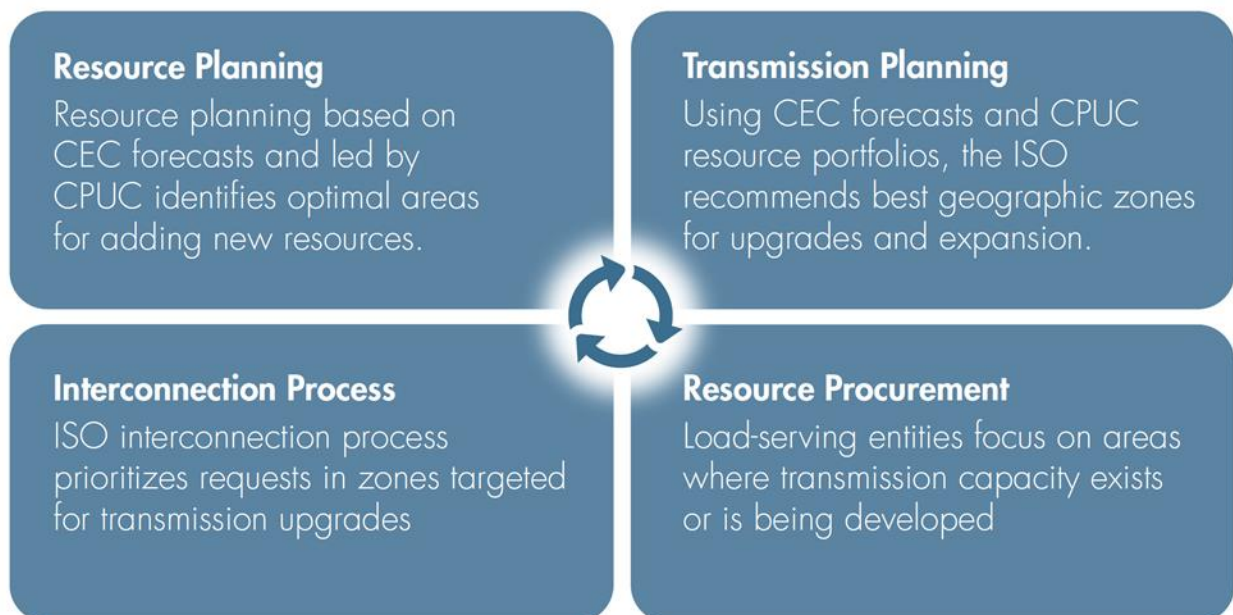 Resource Planning
Resource planning based on
CEC forecasts and led by
CPUC identifies optimal areas
for adding new resources.
Transmission Planning
Using CEC forecasts and CPUC
resource portfolios, the ISO
recommends best geographic zones
for upgrades and expansion.
Interconnection Process
ISO interconnection process
prioritizes requests in zones targeted
for transmission upgrades
Resource Procurement
Load-serving entities focus on areas
where transmission capacity exists
or is being developed